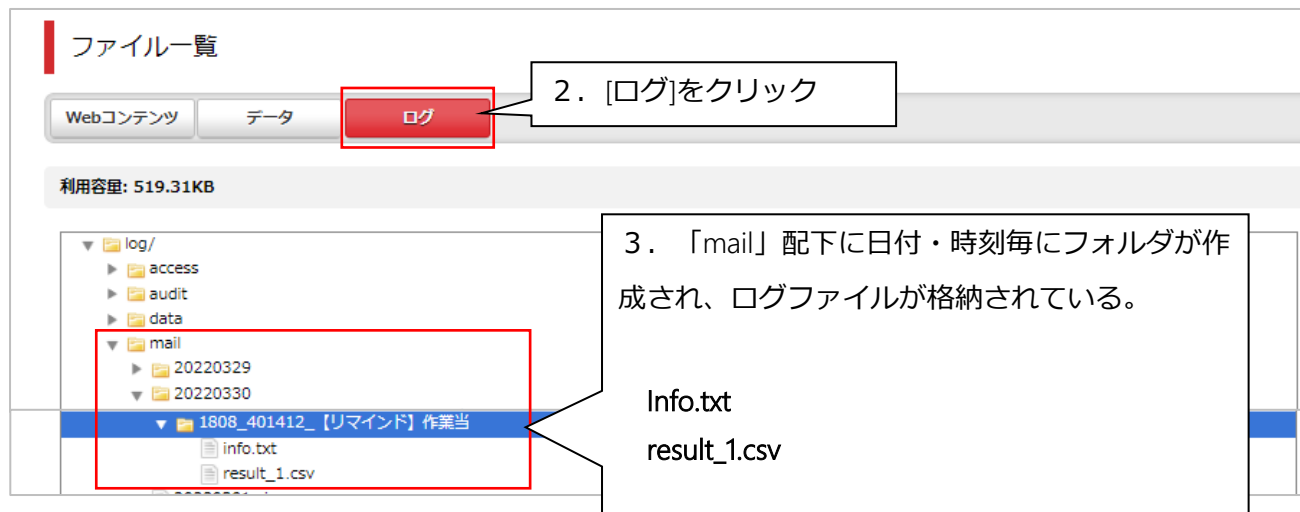 ファイル一覧
2．[ログ]をクリック
Webコンテンツ データ ログ
利用容量: 519.31KB
log/
access
audit
data
mail
20220329
20220330
1808_401412_【リマインド】作業当
info.txt
result_1.csv
3．「mail」配下に日付・時刻毎にフォルダが作
成され、ログファイルが格納されている。
Info.txt
result_1.csv